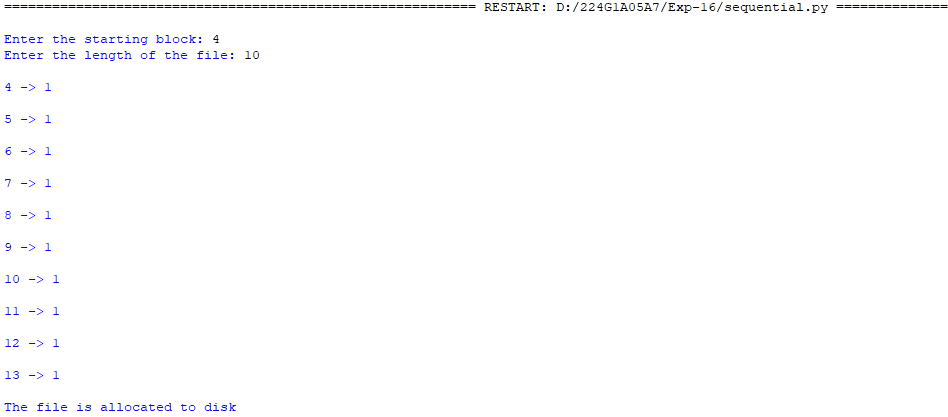 ======================================================== RESTART: D:/224G1A05A7/Exp-16/sequential.py ==============
Enter the starting block: 4
Enter the length of the file: 10
4 -> 1
5 -> 1
6 -> 1
7 -> 1
8 -> 1
9 -> 1
10 -> 1
11 -> 1
12 -> 1
13 -> 1
The file is allocated to disk